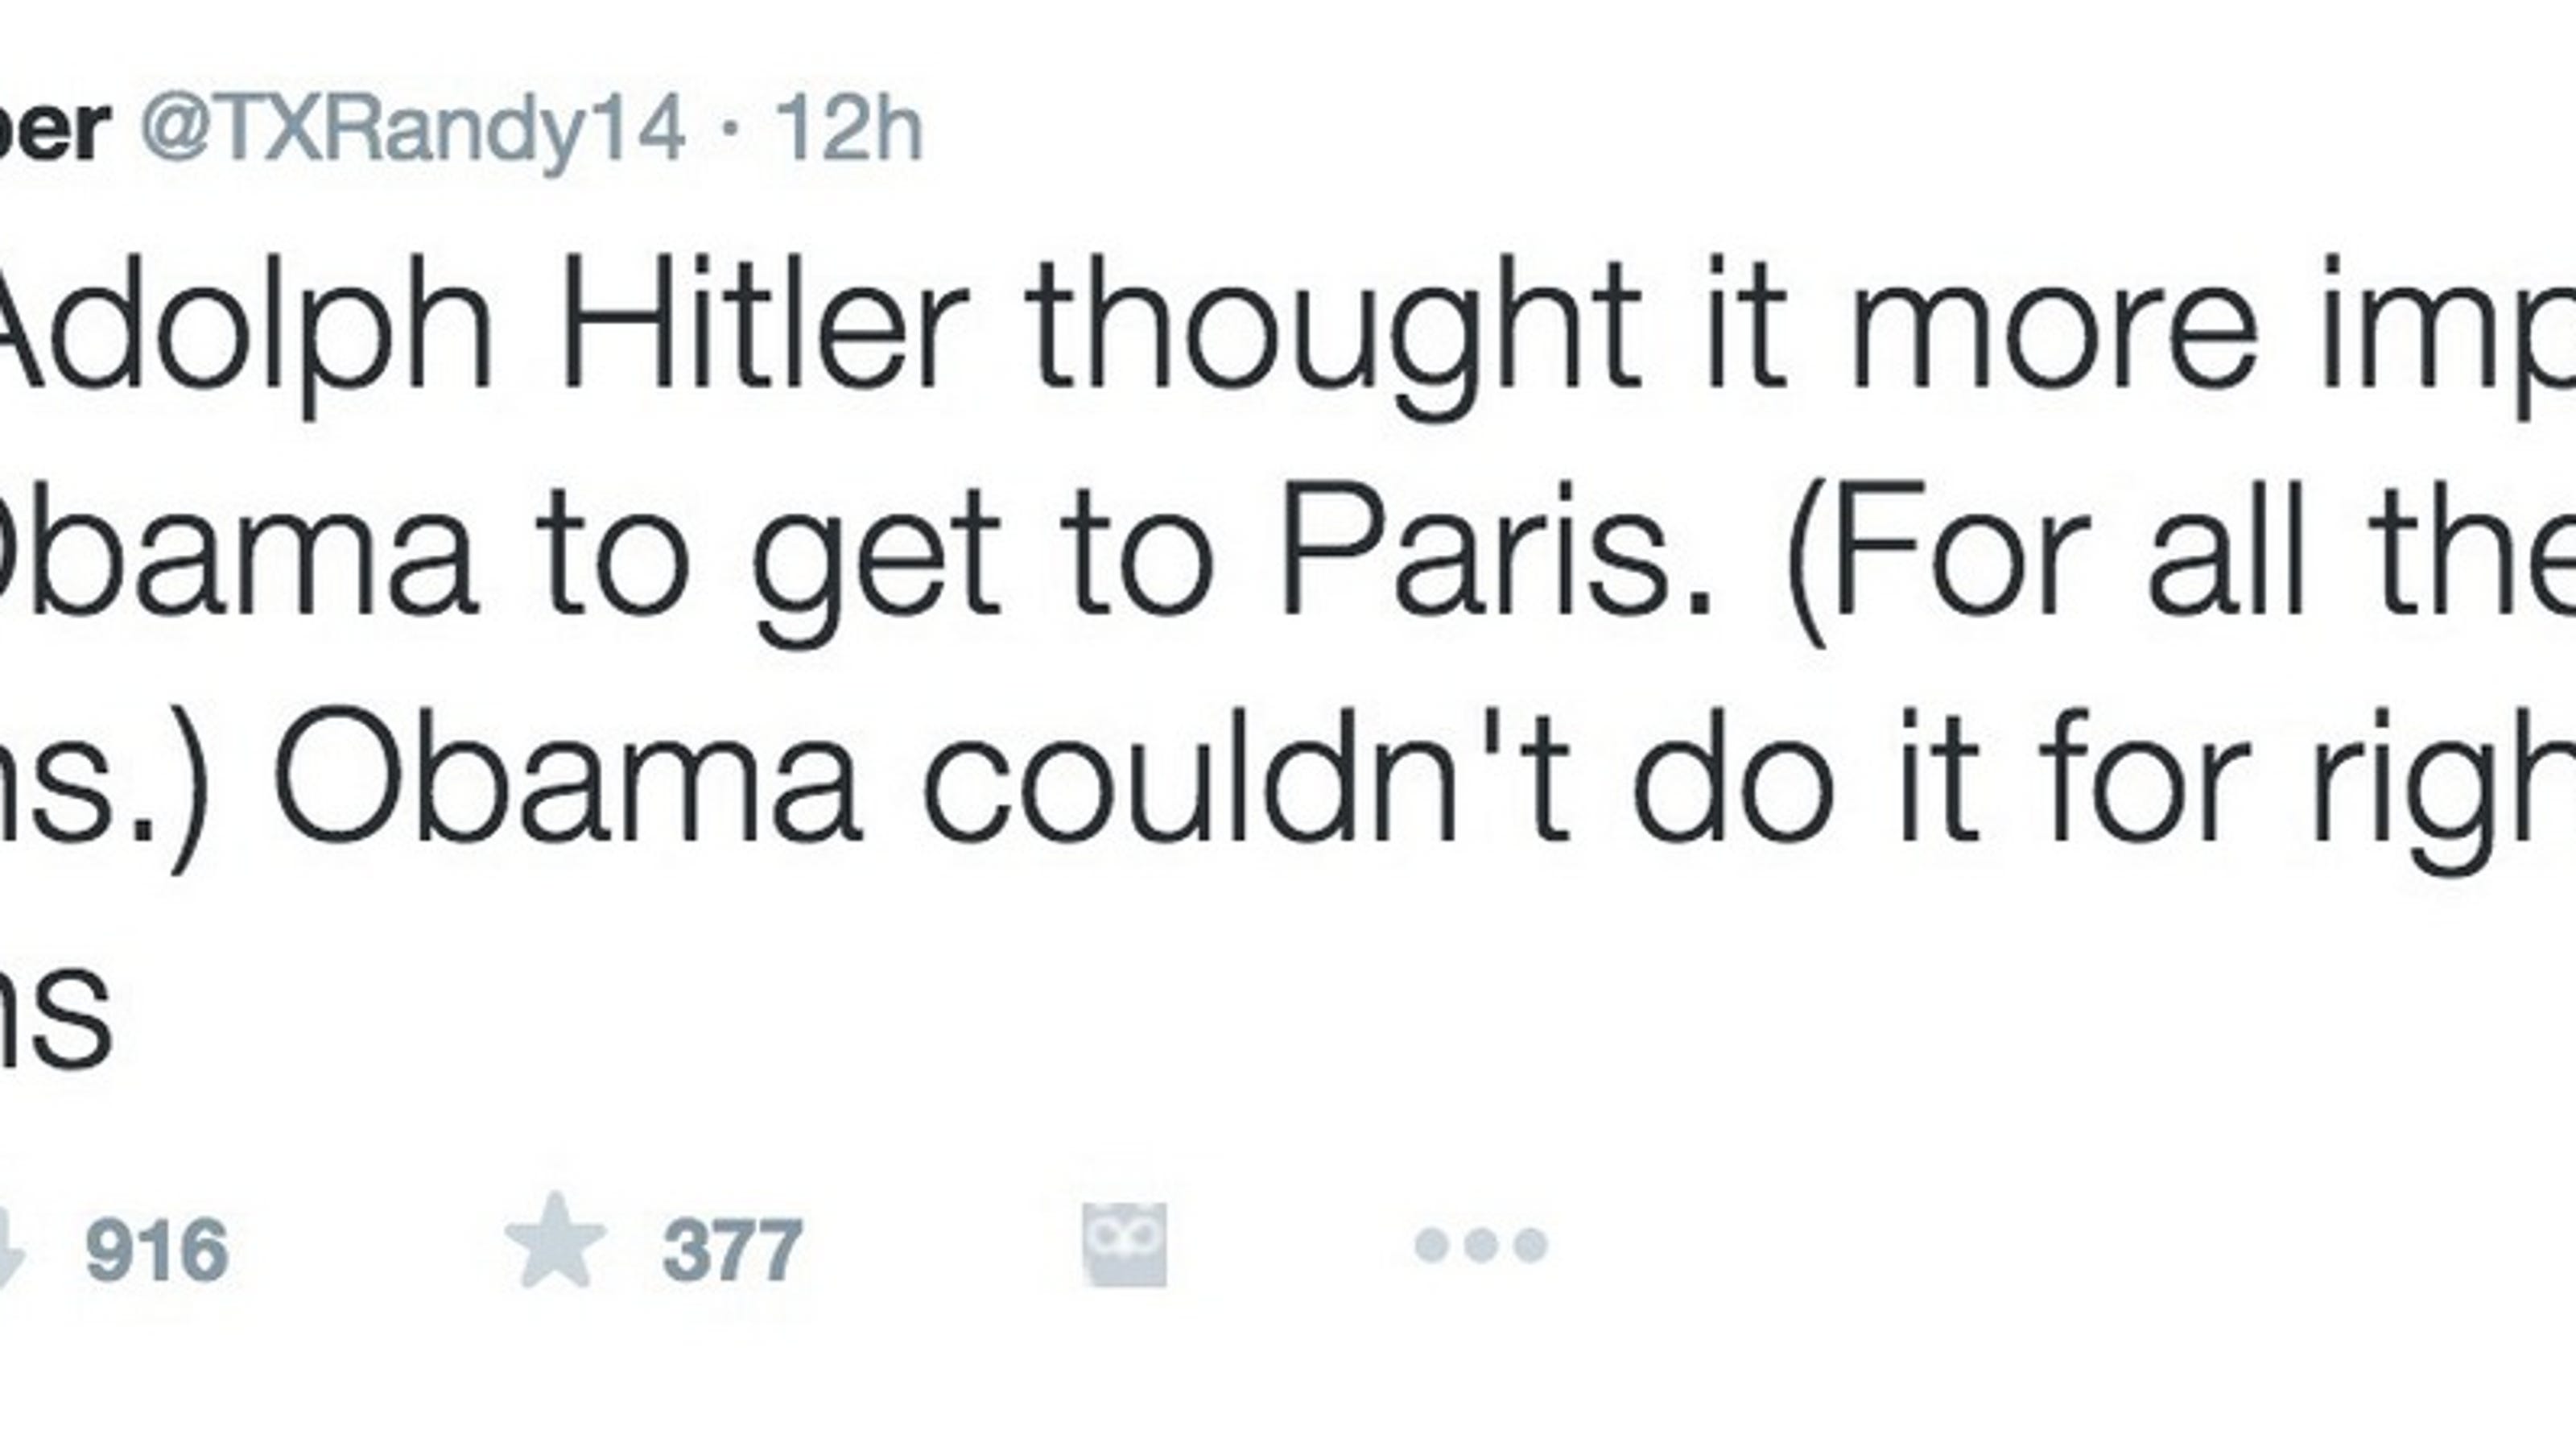 ber @TXRandy14 · 12h
Adolph Hitler thought it more imp
Obama to get to Paris. (For all the
ns.) Obama couldn't do it for righ
ns
916 377